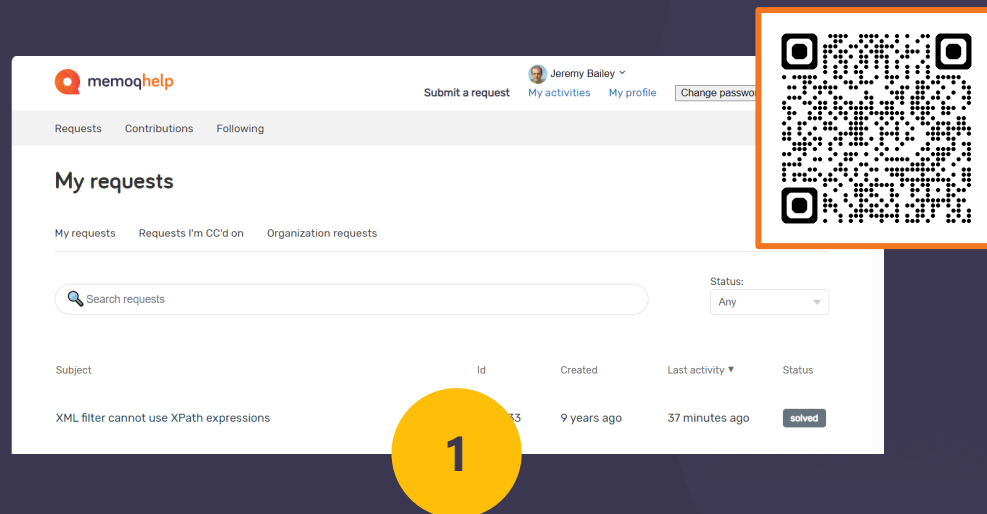 memoqhelp
Jeremy Bailey
Submit a request My activities My profile Change passwor
Requests Contributions Following
My requests
My requests Requests I'm CC'd on Organization requests
Status:
Search requests Any
Subject Id Created Last activity ▼ Status
XML filter cannot use XPath expressions 33 9 years ago 37 minutes ago solved
1